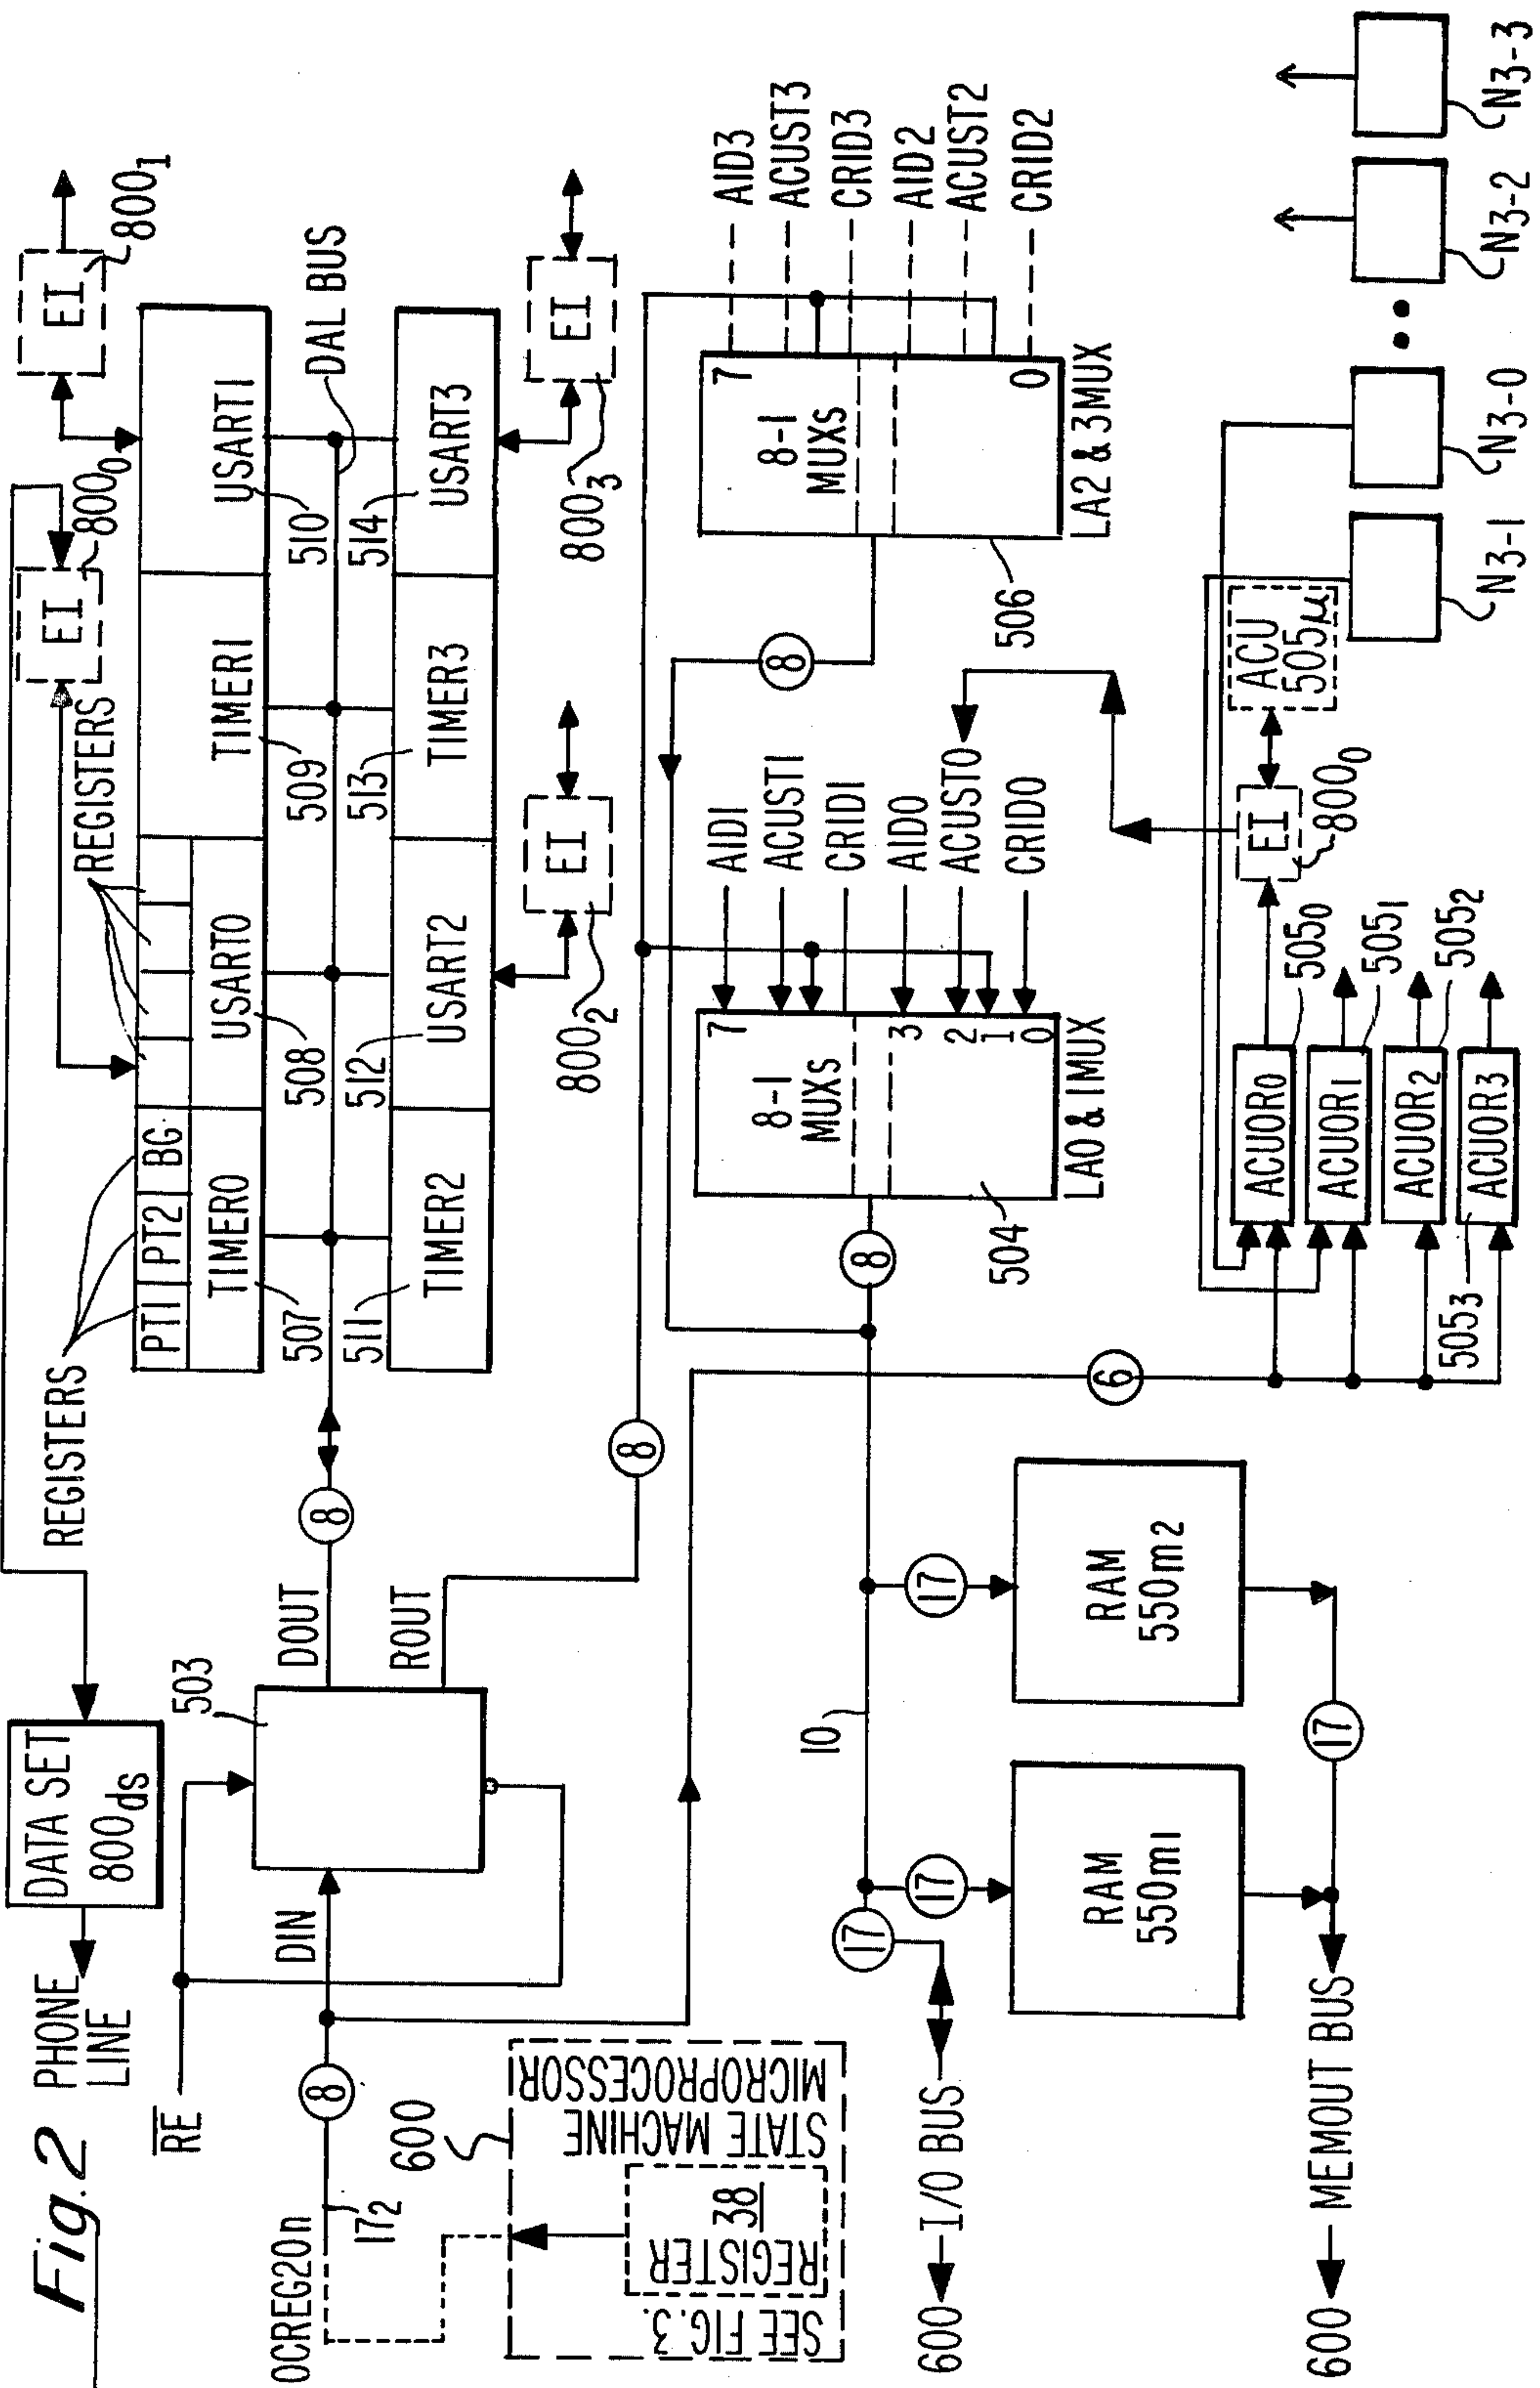 Fig. 2
PHONE
LINE
DATA SET
800ds
REGISTERS
REGISTERS
EI
800₀
EI
800₁
PT1
PT2
BG
TIMER0
USART0
TIMER1
USART1
507
508
509
510
DAL BUS
511
512
513
514
TIMER2
USART2
TIMER3
USART3
EI
800₂
EI
800₃
RE
DIN
503
DOUT
ROUT
8
8
8
OCREG20n
17₂
600
SEE FIG. 3.
REGISTER
38
STATE MACHINE
MICROPROCESSOR
600
I/O BUS
17
10
17
17
RAM
550m1
RAM
550m2
17
600
MEMOUT BUS
8
8
8-1
MUXs
7
3
2
1
0
504
LA0 & 1MUX
AID1
ACUST1
CRID1
AID0
ACUST0
CRID0
8-1
MUXs
7
0
506
LA2 & 3MUX
AID3
ACUST3
CRID3
AID2
ACUST2
CRID2
6
ACUOR0
ACUOR1
ACUOR2
ACUOR3
505₀
505₁
505₂
505₃
EI
800₀
ACU
505µ
N3-1
N3-0
N3-2
N3-3